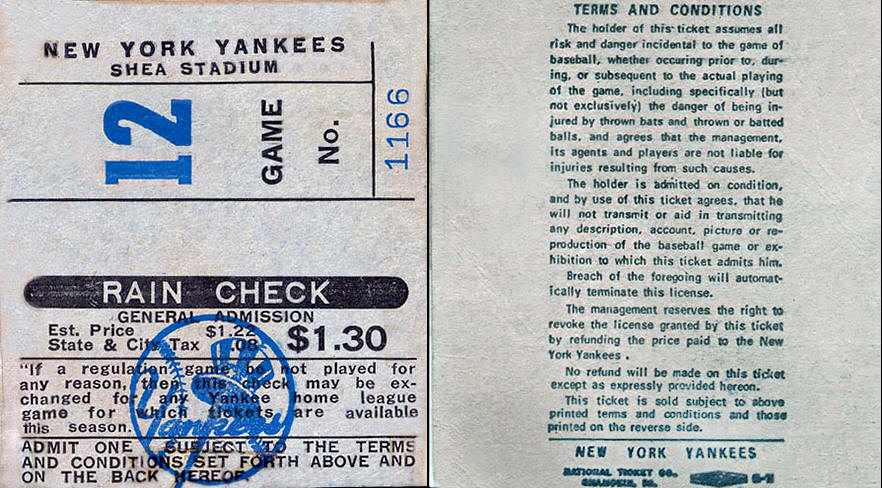 NEW YORK YANKEES
SHEA STADIUM
12
GAME
No.
1166
RAIN CHECK
GENERAL ADMISSION
Est. Price $1.22
State & City Tax .08
$1.30
"If a regulation game be not played for
any reason, then this check may be ex-
changed for any Yankee home league
game for which tickets are available
this season.
Yankees
ADMIT ONE SUBJECT TO THE TERMS
AND CONDITIONS SET FORTH ABOVE AND
ON THE BACK HEREOF
TERMS AND CONDITIONS
The holder of this ticket assumes all
risk and danger incidental to the game of
baseball, whether occuring prior to, dur-
ing, or subsequent to the actual playing
of the game, including specifically (but
not exclusively) the danger of being in-
jured by thrown bats and thrown or batted
balls, and agrees that the management,
its agents and players are not liable for
injuries resulting from such causes.
The holder is admitted on condition,
and by use of this ticket agrees, that he
will not transmit or aid in transmitting
any description, account, picture or re-
production of the baseball game or ex-
hibition to which this ticket admits him.
Breach of the foregoing will automat-
ically terminate this license.
The management reserves the right to
revoke the license granted by this ticket
by refunding the price paid to the New
York Yankees .
No refund will be made on this ticket
except as expressly provided hereon.
This ticket is sold subject to above
printed terms and conditions and those
printed on the reverse side.
NEW YORK YANKEES
NATIONAL TICKET CO.
SHAMOKIN, PA.